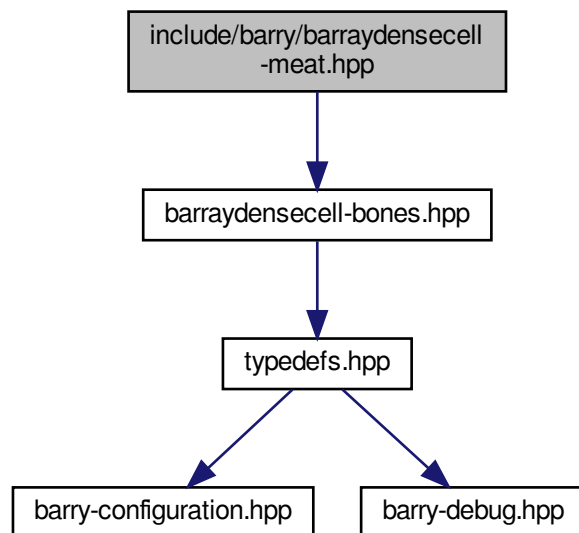 include/barry/barraydensecell
-meat.hpp
barraydensecell-bones.hpp
typedefs.hpp
barry-configuration.hpp
barry-debug.hpp